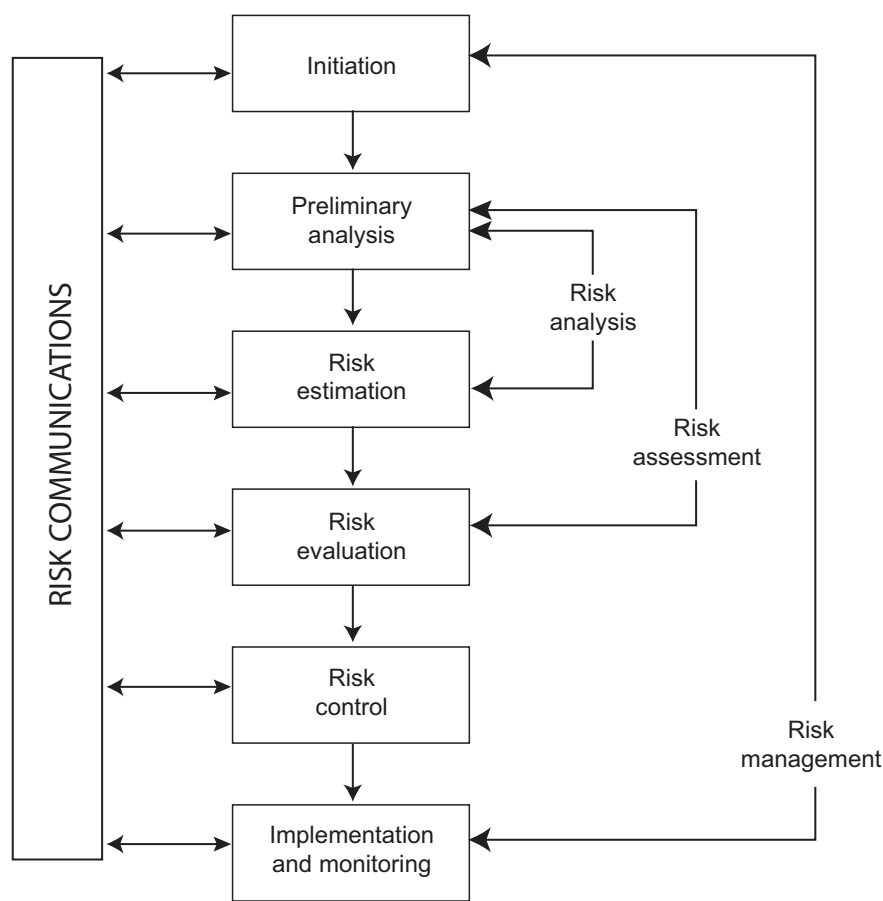 RISK COMMUNICATIONS
Initiation
Preliminary
analysis
Risk
analysis
Risk
estimation
Risk
assessment
Risk
evaluation
Risk
control
Risk
management
Implementation
and monitoring